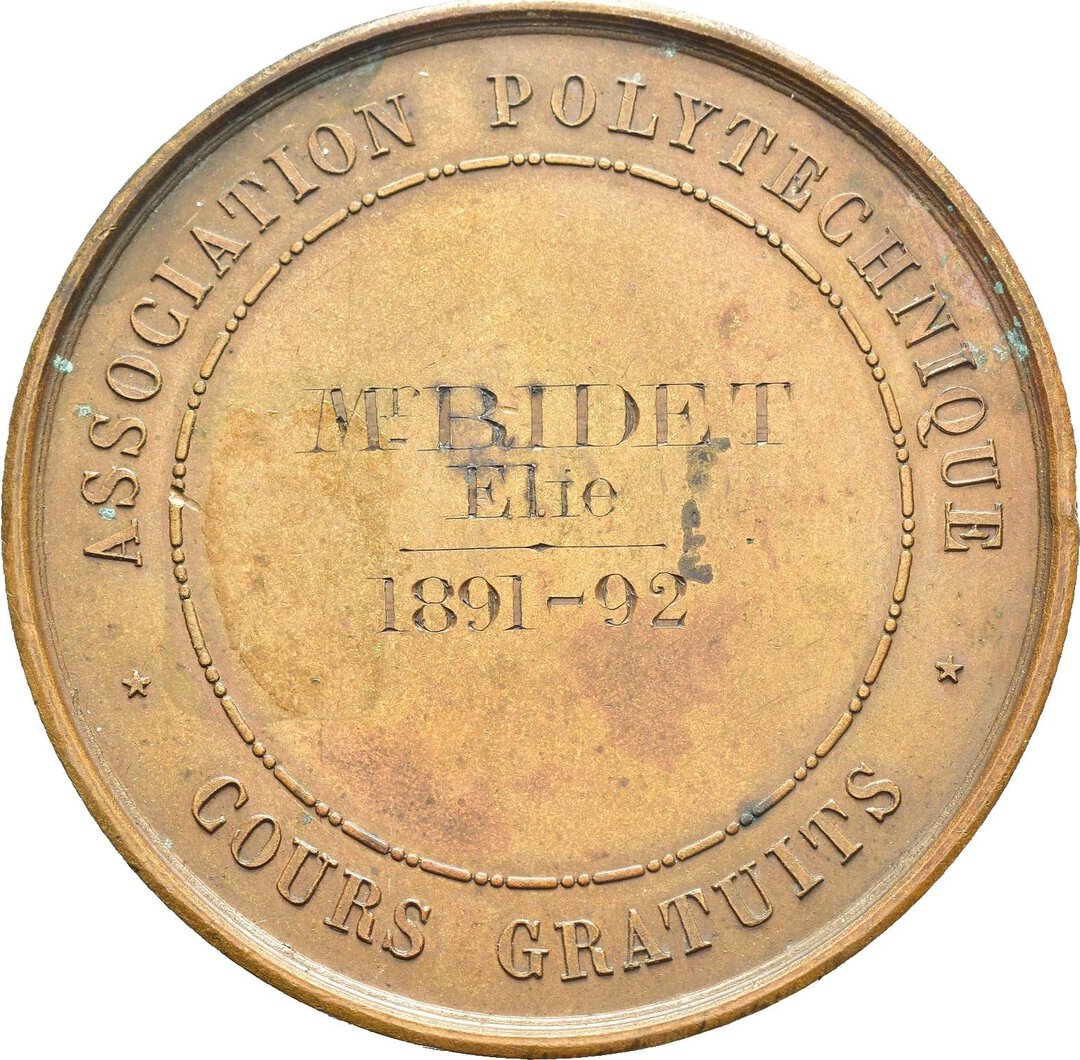 ASSOCIATION POLYTECHNIQUE
Mr BIDET
Elie
1891-92
COURS GRATUITS